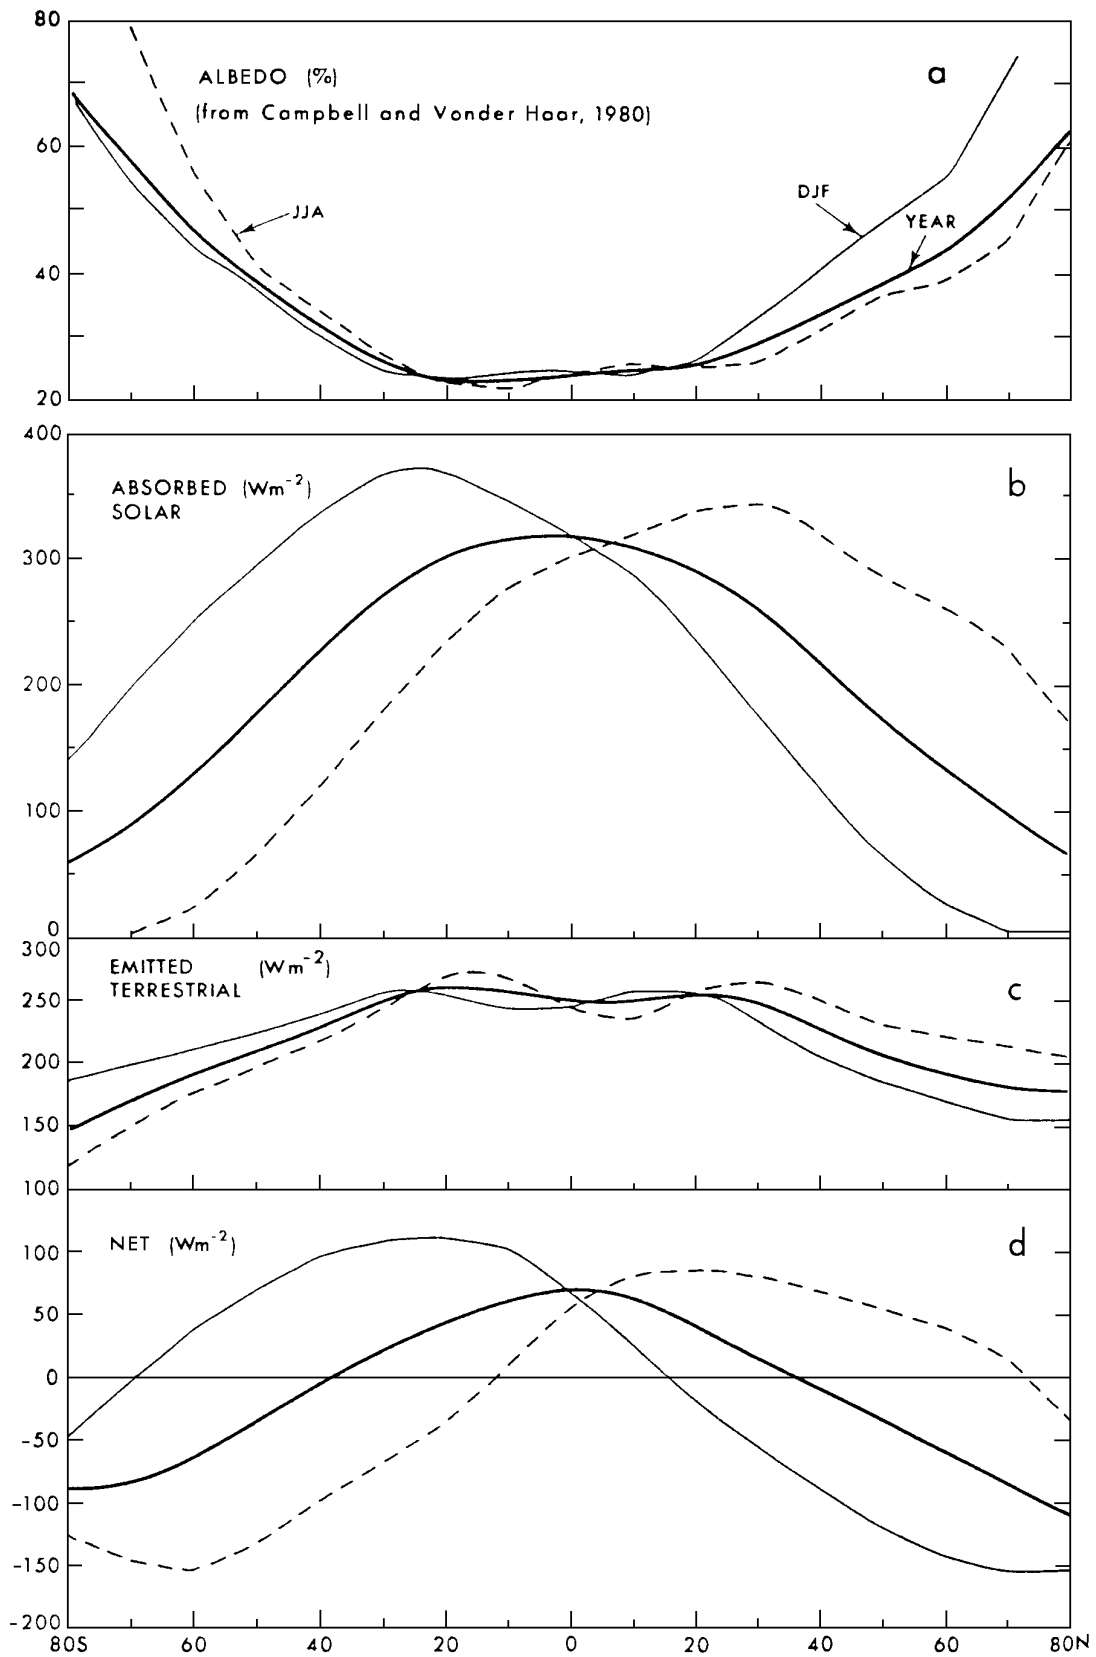 80
60
40
20
ALBEDO (%)
(from Campbell and Vonder Haar, 1980)
a
JJA
DJF
YEAR
400
300
200
100
0
ABSORBED (Wm⁻²)
SOLAR
b
300
250
200
150
100
EMITTED (Wm⁻²)
TERRESTRIAL
c
100
50
0
-50
-100
-150
-200
NET (Wm⁻²)
d
80S 60 40 20 0 20 40 60 80N